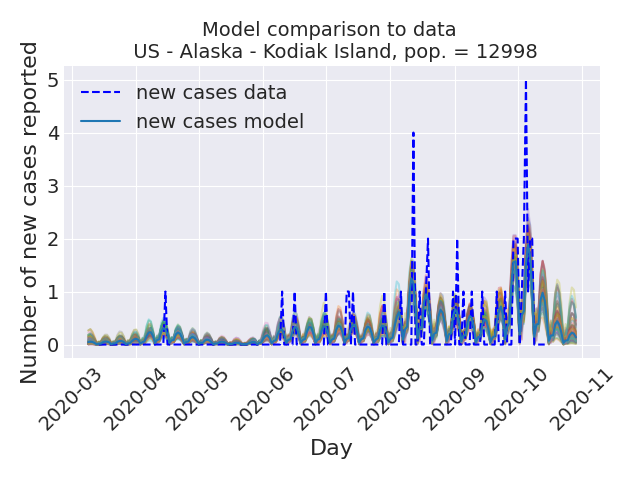 Model comparison to data
US - Alaska - Kodiak Island, pop. = 12998
Number of new cases reported
5
4
3
2
1
0
new cases data
new cases model
2020-03
2020-04
2020-05
2020-06
2020-07
2020-08
2020-09
2020-10
2020-11
Day